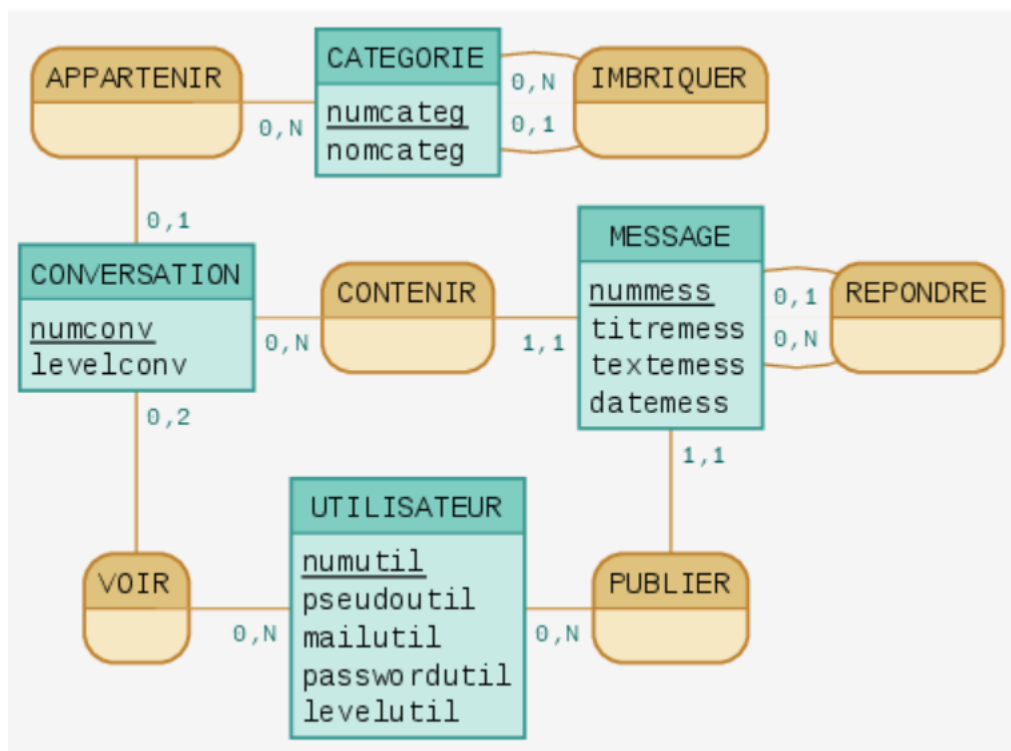 APPARTENIR
CATEGORIE
numcateg
nomcateg
0,N
0,N
0,1
IMBRIQUER
0,1
CONVERSATION
numconv
levelconv
0,N
CONTENIR
1,1
MESSAGE
nummess
titremess
textemess
datemess
0,1
0,N
REPONDRE
0,2
1,1
VOIR
0,N
UTILISATEUR
numutil
pseudoutil
mailutil
passwordutil
levelutil
0,N
PUBLIER